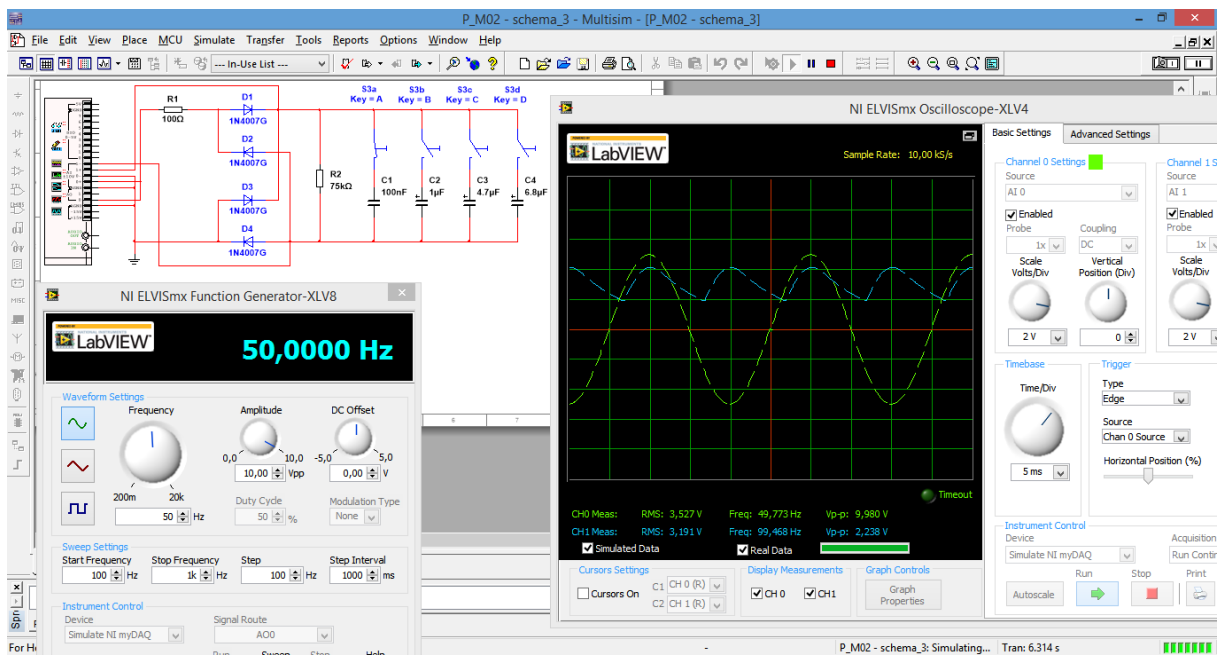 P_M02 - schema_3 - Multisim - [P_M02 - schema_3]
File Edit View Place MCU Simulate Transfer Tools Reports Options Window Help
--- In-Use List ---
R1
100Ω
D1
1N4007G
D2
1N4007G
D3
1N4007G
D4
1N4007G
R2
75kΩ
S3a S3b S3c S3d
Key = A Key = B Key = C Key = D
C1 C2 C3 C4
100nF 1µF 4.7µF 6.8µF
MISC
6 7
NI ELVISmx Function Generator-XLV8
LabVIEW
50,0000 Hz
Waveform Settings
Frequency Amplitude DC Offset
0,0 10,0 -5,0 5,0
10,00 Vpp 0,00 V
200m 20k
Duty Cycle Modulation Type
50 Hz 50 % None
Sweep Settings
Start Frequency Stop Frequency Step Step Interval
100 Hz 1k Hz 100 Hz 1000 ms
Instrument Control
Device Signal Route
Simulate NI myDAQ AO0
Run Sweep Stop Help
NI ELVISmx Oscilloscope-XLV4
LabVIEW
Sample Rate: 10,00 kS/s
Timeout
CH0 Meas: RMS: 3,527 V Freq: 49,773 Hz Vp-p: 9,980 V
CH1 Meas: RMS: 3,191 V Freq: 99,468 Hz Vp-p: 2,238 V
Simulated Data Real Data
Cursors Settings Display Measurements Graph Controls
Cursors On C1 CH 0 (R) CH 0 CH1 Graph Properties
C2 CH 1 (R)
Basic Settings Advanced Settings
Channel 0 Settings Channel 1 S
Source Source
AI 0 AI 1
Enabled Enabled
Probe Coupling Probe
1x DC 1x
Scale Vertical Scale
Volts/Div Position (Div) Volts/Div
2 V 0 2 V
Timebase Trigger
Time/Div Type
Edge
Source
Chan 0 Source
Horizontal Position (%)
5 ms
Instrument Control
Device Acquisition
Simulate NI myDAQ Run Contin
Run Stop Print
Autoscale
Spr
For He - P_M02 - schema_3: Simulating... Tran: 6.314 s